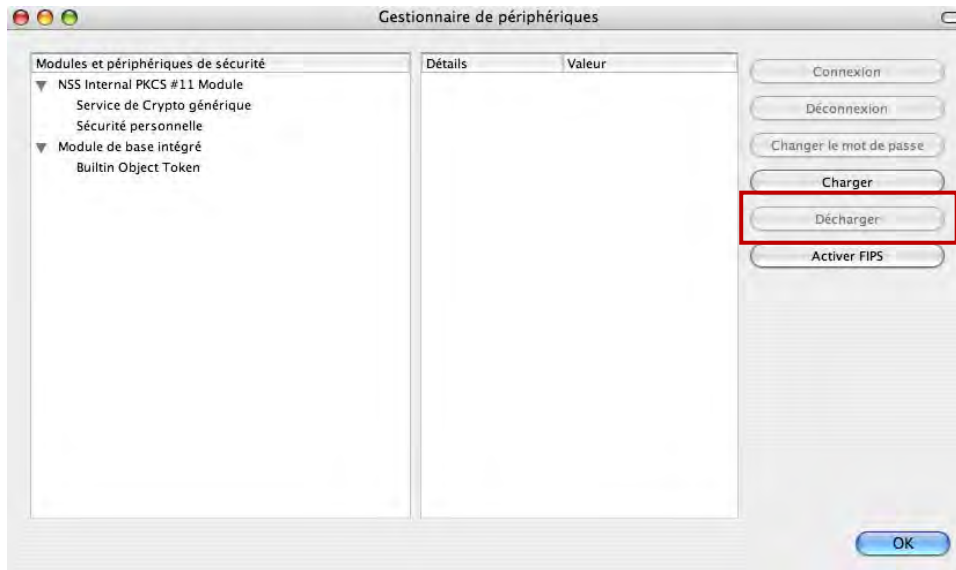 Gestionnaire de périphériques
Modules et périphériques de sécurité
Détails
Valeur
NSS Internal PKCS #11 Module
Service de Crypto générique
Sécurité personnelle
Module de base intégré
Builtin Object Token
Connexion
Déconnexion
Changer le mot de passe
Charger
Décharger
Activer FIPS
OK